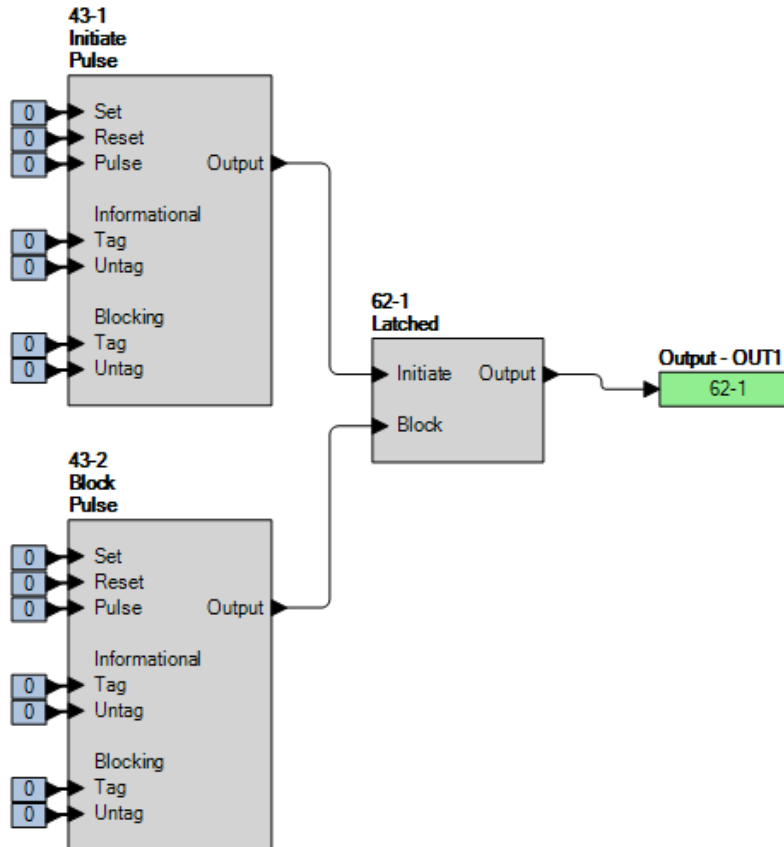 43-1
Initiate
Pulse
0 Set
0 Reset
0 Pulse Output
Informational
0 Tag
0 Untag
Blocking
0 Tag
0 Untag
62-1
Latched
Initiate Output
Block
Output - OUT1
62-1
43-2
Block
Pulse
0 Set
0 Reset
0 Pulse Output
Informational
0 Tag
0 Untag
Blocking
0 Tag
0 Untag